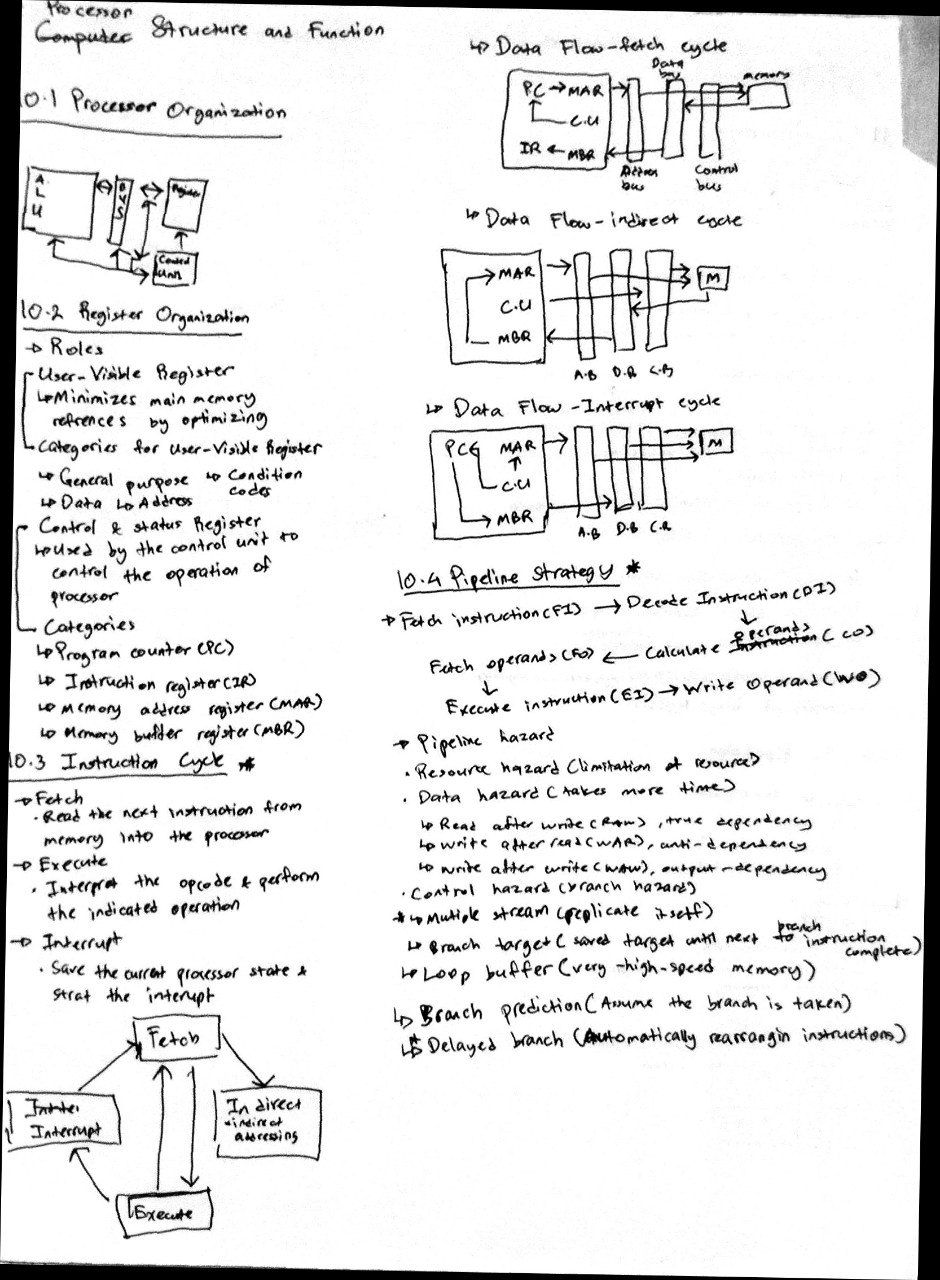 Processor
Computer Structure and Function
10.1 Processor Organization
ALU
BUS
Register
Control Unit
10.2 Register Organization
→ Roles
User-Visible Register
↳ Minimizes main memory
refrences by optimizing
Categories for User-Visible Register
↳ General purpose ↳ Condition codes
↳ Data ↳ Address
Control & status Register
↳ Used by the control unit to
control the operation of
processor
Categories
↳ Program counter (PC)
↳ Instruction register (IR)
↳ Memory address register (MAR)
↳ Memory buffer register (MBR)
10.3 Instruction Cycle *
→ Fetch
· Read the next instruction from
memory into the processor
→ Execute
· Interpret the opcode & perform
the indicated operation
→ Interrupt
· Save the current processor state &
strat the interupt
Fetch
Interrupt
Indirect
· indirect
addressing
Execute
↳ Data Flow-fetch cycle
Data bus
memory
PC → MAR
C.U
IR ← MBR
Address bus
Control bus
↳ Data Flow-indirect cycle
MAR
C.U
MBR
M
A.B D.B C.B
↳ Data Flow-Interrupt cycle
PC MAR
C.U
MBR
M
A.B D.B C.B
10.4 Pipeline Strategy *
→ Fetch instruction (FI) → Decode Instruction (DI)
Fetch operands (FO) ← Calculate operands (CO)
Execute instruction (EI) → Write Operand (WO)
→ Pipeline hazard
· Resource hazard (limitation of resources)
· Data hazard (takes more time)
↳ Read after write (RAW), true dependency
↳ Write after read (WAR), anti-dependency
↳ write after write (WAW), output-dependency
· Control hazard (branch hazard)
* ↳ Mutiple stream (replicate itself)
↳ Branch target (saved target until next branch instruction complete)
↳ Loop buffer (very-high-speed memory)
↳ Branch prediction (Assume the branch is taken)
↳ * Delayed branch (Automatically rearrangin instructions)